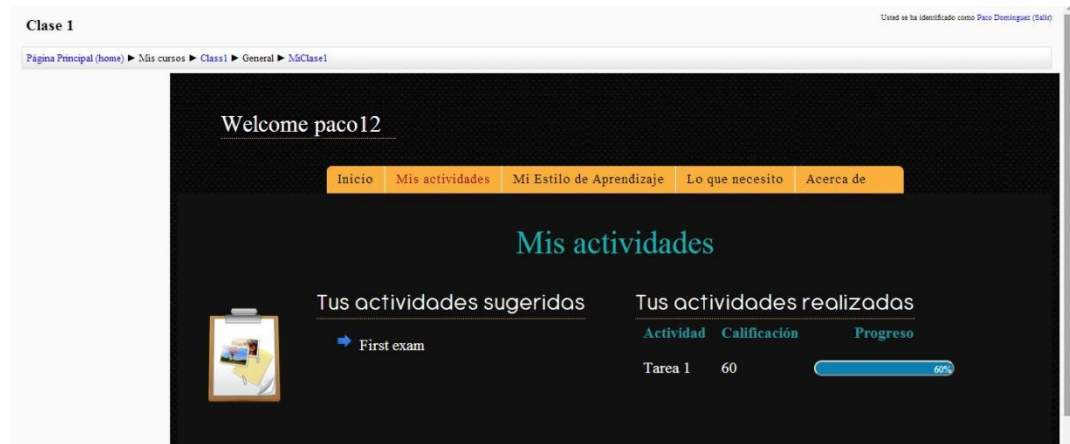 Clase 1
Usted se ha identificado como Paco Dominguez (Salir)
Página Principal (home) ► Mis cursos ► Class1 ► General ► MiClase1
Welcome paco12
Inicio Mis actividades Mi Estilo de Aprendizaje Lo que necesito Acerca de
Mis actividades
Tus actividades sugeridas
First exam
Tus actividades realizadas
Actividad Calificación Progreso
Tarea 1 60 60%